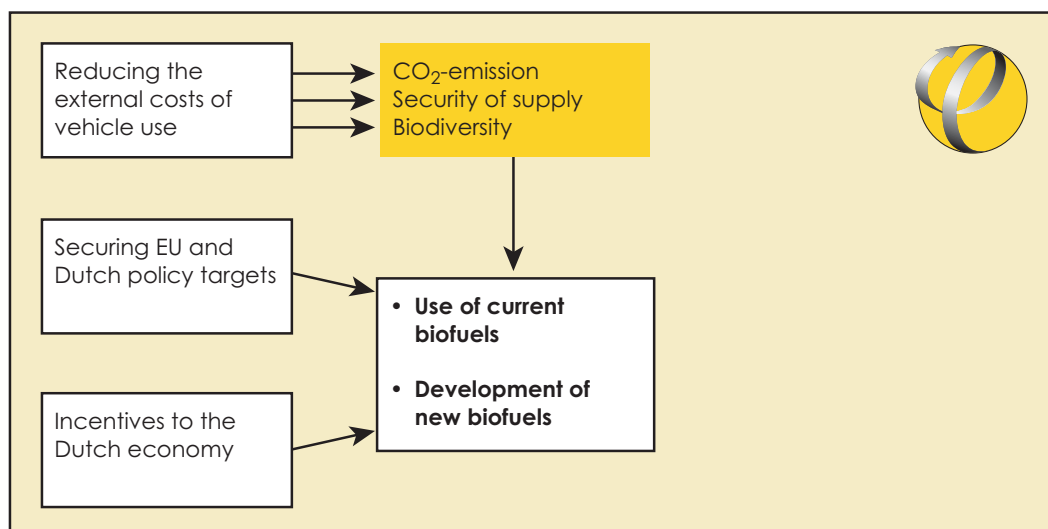 Reducing the
external costs of
vehicle use
CO₂-emission
Security of supply
Biodiversity
Securing EU and
Dutch policy targets
• Use of current
biofuels
• Development of
new biofuels
Incentives to the
Dutch economy